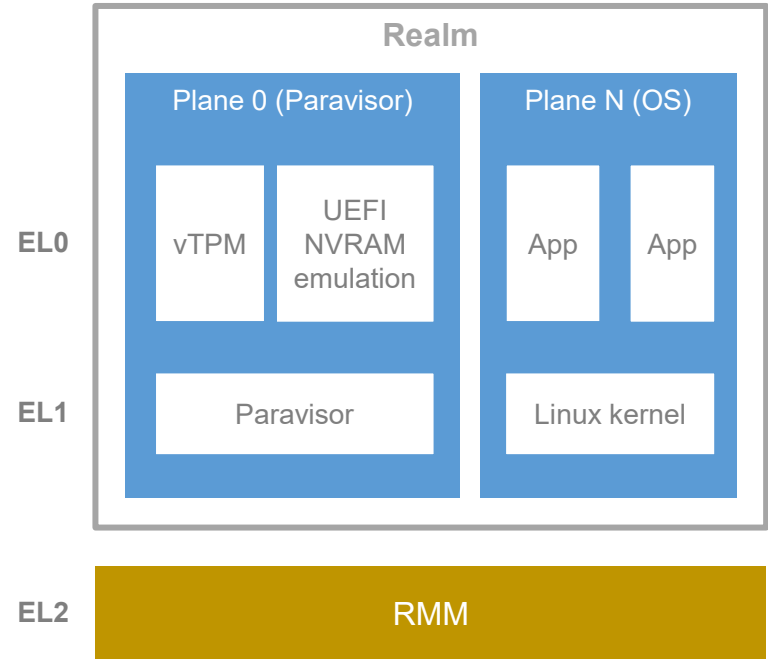 Realm
Plane 0 (Paravisor)
Plane N (OS)
EL0
vTPM
UEFI
NVRAM
emulation
App
App
EL1
Paravisor
Linux kernel
EL2
RMM